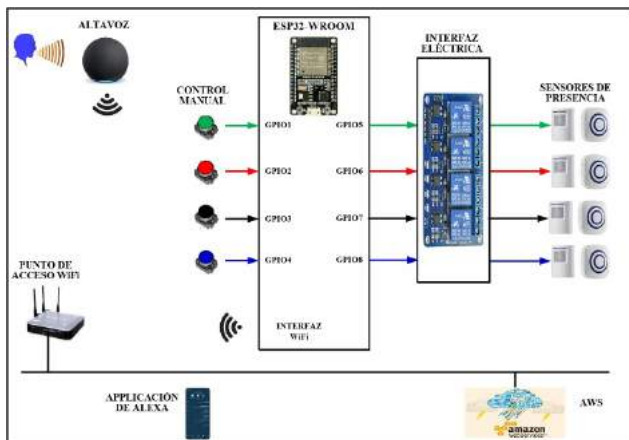 ALTAVOZ
ESP32-WROOM
INTERFAZ
ELÉCTRICA
CONTROL
MANUAL
SENSORES DE
PRESENCIA
GPIO1
GPIO5
GPIO2
GPIO6
GPIO3
GPIO7
GPIO4
GPIO8
PUNTO DE
ACCESO WiFi
INTERFAZ
WiFi
APLICACIÓN
DE ALEXA
amazon
AWS